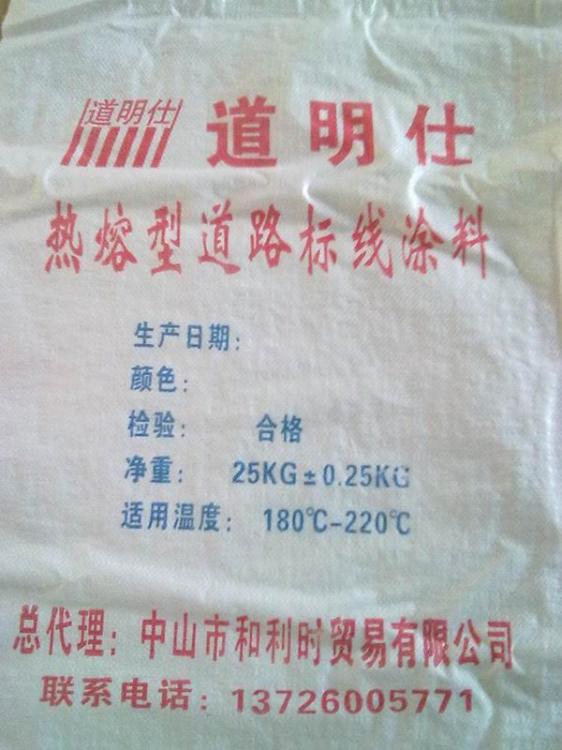 道明仕 道明仕
热熔型道路标线涂料
生产日期:
颜色:
检验: 合格
净重: 25KG±0.25KG
适用温度: 180℃-220℃
总代理: 中山市和利时贸易有限公司
联系电话: 13726005771